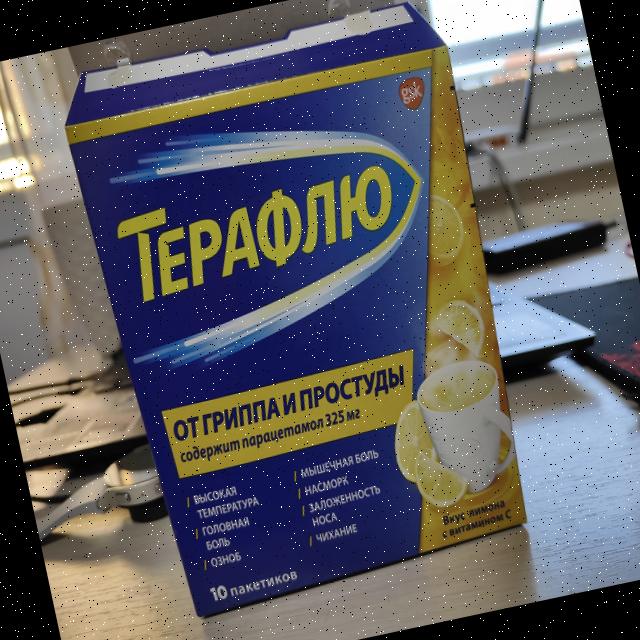 gsk
ТЕРАФЛЮ
ОТ ГРИППА И ПРОСТУДЫ
содержит парацетамол 325 мг
/ ВЫСОКАЯ
ТЕМПЕРАТУРА
/ ГОЛОВНАЯ
БОЛЬ
/ ОЗНОБ
/ МЫШЕЧНАЯ БОЛЬ
/ НАСМОРК
/ ЗАЛОЖЕННОСТЬ
НОСА
/ ЧИХАНИЕ
Вкус лимона
с витамином С
10 пакетиков